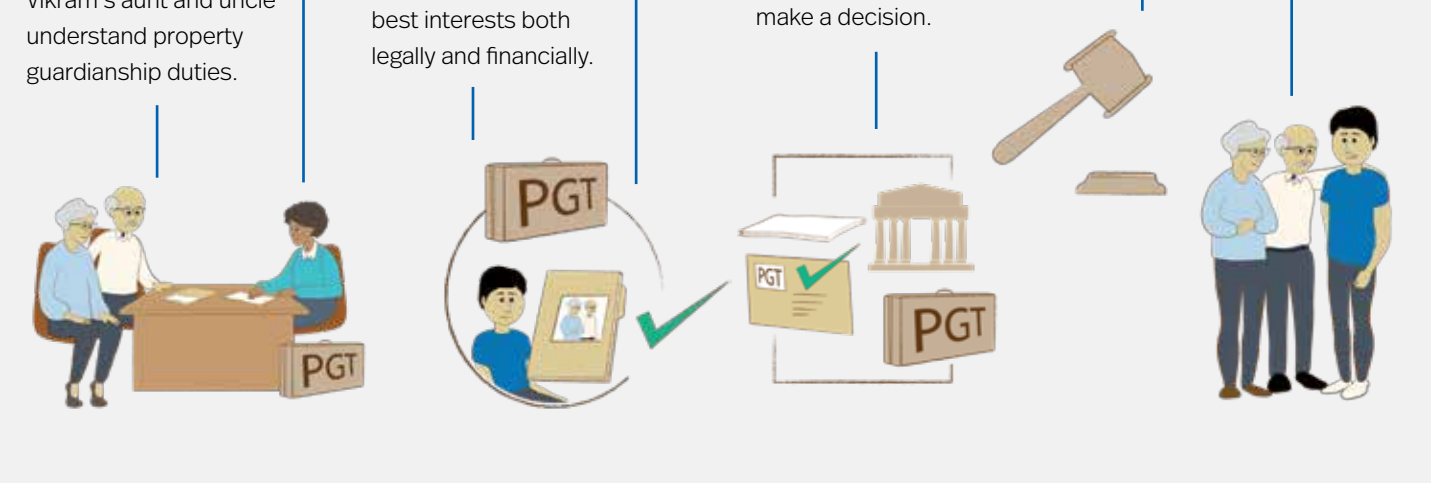 Vikram's aunt and uncle
understand property
guardianship duties.
best interests both
legally and financially.
make a decision.
PGT
PGT
PGT
PGT